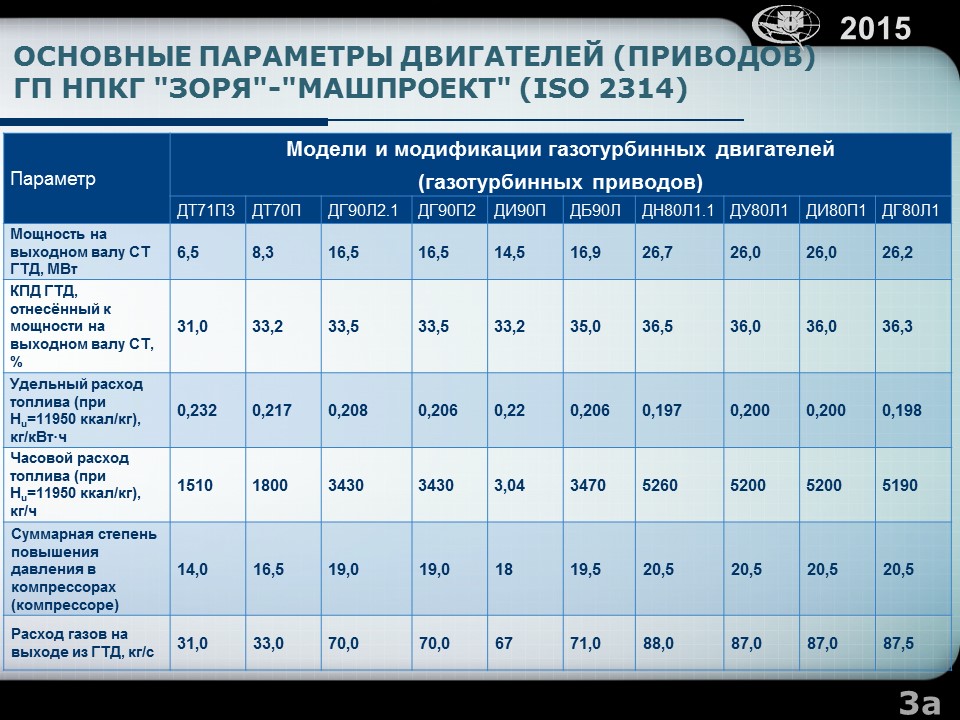 2015
ОСНОВНЫЕ ПАРАМЕТРЫ ДВИГАТЕЛЕЙ (ПРИВОДОВ)
ГП НПКГ "ЗОРЯ"-"МАШПРОЕКТ" (ISO 2314)
Параметр
Модели и модификации газотурбинных двигателей
(газотурбинных приводов)
ДТ71П3 ДТ70П ДГ90Л2.1 ДГ90П2 ДИ90П ДБ90Л ДН80Л1.1 ДУ80Л1 ДИ80П1 ДГ80Л1
Мощность на
выходном валу СТ
ГТД, МВт
6,5 8,3 16,5 16,5 14,5 16,9 26,7 26,0 26,0 26,2
КПД ГТД,
отнесённый к
мощности на
выходном валу СТ,
%
31,0 33,2 33,5 33,5 33,2 35,0 36,5 36,0 36,0 36,3
Удельный расход
топлива (при
Hu=11950 ккал/кг),
кг/кВт·ч
0,232 0,217 0,208 0,206 0,22 0,206 0,197 0,200 0,200 0,198
Часовой расход
топлива (при
Hu=11950 ккал/кг),
кг/ч
1510 1800 3430 3430 3,04 3470 5260 5200 5200 5190
Суммарная степень
повышения
давления в
компрессорах
(компрессоре)
14,0 16,5 19,0 19,0 18 19,5 20,5 20,5 20,5 20,5
Расход газов на
выходе из ГТД, кг/с
31,0 33,0 70,0 70,0 67 71,0 88,0 87,0 87,0 87,5
3а